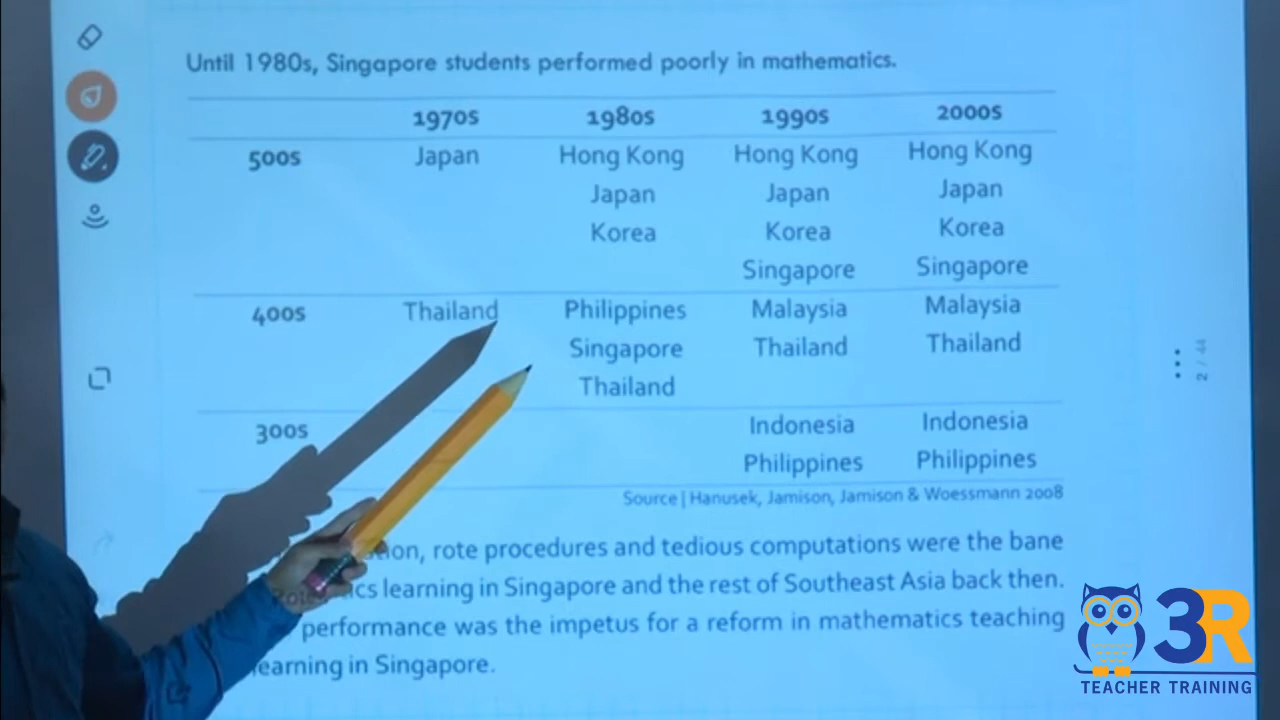 Until 1980s, Singapore students performed poorly in mathematics.
1970s 1980s 1990s 2000s
500s Japan Hong Kong Hong Kong Hong Kong
Japan Japan Japan
Korea Korea Korea
Singapore Singapore
400s Thailand Philippines Malaysia Malaysia
Singapore Thailand Thailand
Thailand
300s Indonesia Indonesia
Philippines Philippines
Source | Hanusek, Jamison, Jamison & Woessmann 2008
rote procedures and tedious computations were the bane
learning in Singapore and the rest of Southeast Asia back then.
performance was the impetus for a reform in mathematics teaching
learning in Singapore.
2 / 44
3R
TEACHER TRAINING